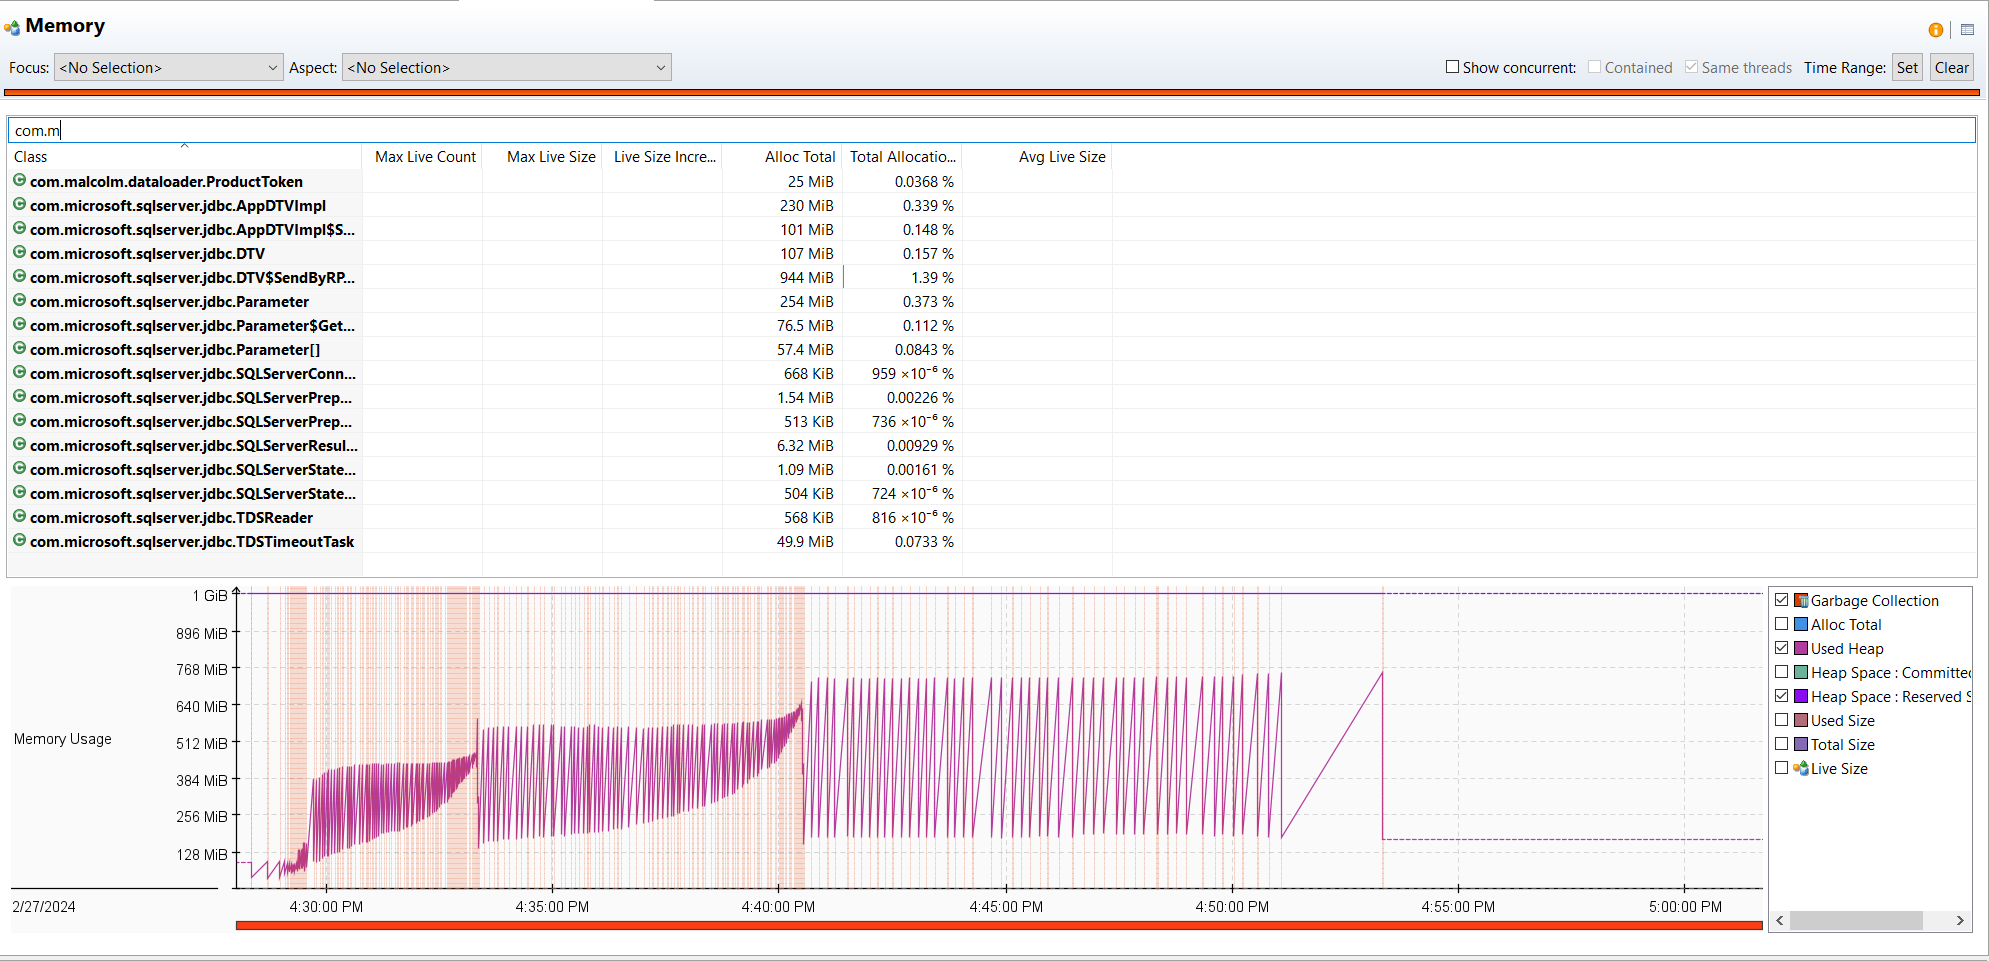 Memory
Focus: <No Selection> Aspect: <No Selection> Show concurrent: Contained Same threads Time Range: Set Clear
com.m
Class Max Live Count Max Live Size Live Size Incre... Alloc Total Total Allocatio... Avg Live Size
com.malcolm.dataloader.ProductToken 25 MiB 0.0368 %
com.microsoft.sqlserver.jdbc.AppDTVImpl 230 MiB 0.339 %
com.microsoft.sqlserver.jdbc.AppDTVImpl$S... 101 MiB 0.148 %
com.microsoft.sqlserver.jdbc.DTV 107 MiB 0.157 %
com.microsoft.sqlserver.jdbc.DTV$SendByRP... 944 MiB 1.39 %
com.microsoft.sqlserver.jdbc.Parameter 254 MiB 0.373 %
com.microsoft.sqlserver.jdbc.Parameter$Get... 76.5 MiB 0.112 %
com.microsoft.sqlserver.jdbc.Parameter[] 57.4 MiB 0.0843 %
com.microsoft.sqlserver.jdbc.SQLServerConn... 668 KiB 959 ×10⁻⁶ %
com.microsoft.sqlserver.jdbc.SQLServerPrep... 1.54 MiB 0.00226 %
com.microsoft.sqlserver.jdbc.SQLServerPrep... 513 KiB 736 ×10⁻⁶ %
com.microsoft.sqlserver.jdbc.SQLServerResul... 6.32 MiB 0.00929 %
com.microsoft.sqlserver.jdbc.SQLServerState... 1.09 MiB 0.00161 %
com.microsoft.sqlserver.jdbc.SQLServerState... 504 KiB 724 ×10⁻⁶ %
com.microsoft.sqlserver.jdbc.TDSReader 568 KiB 816 ×10⁻⁶ %
com.microsoft.sqlserver.jdbc.TDSTimeoutTask 49.9 MiB 0.0733 %
Memory Usage
1 GiB
896 MiB
768 MiB
640 MiB
512 MiB
384 MiB
256 MiB
128 MiB
2/27/2024 4:30:00 PM 4:35:00 PM 4:40:00 PM 4:45:00 PM 4:50:00 PM 4:55:00 PM 5:00:00 PM
Garbage Collection
Alloc Total
Used Heap
Heap Space : Committed
Heap Space : Reserved S
Used Size
Total Size
Live Size